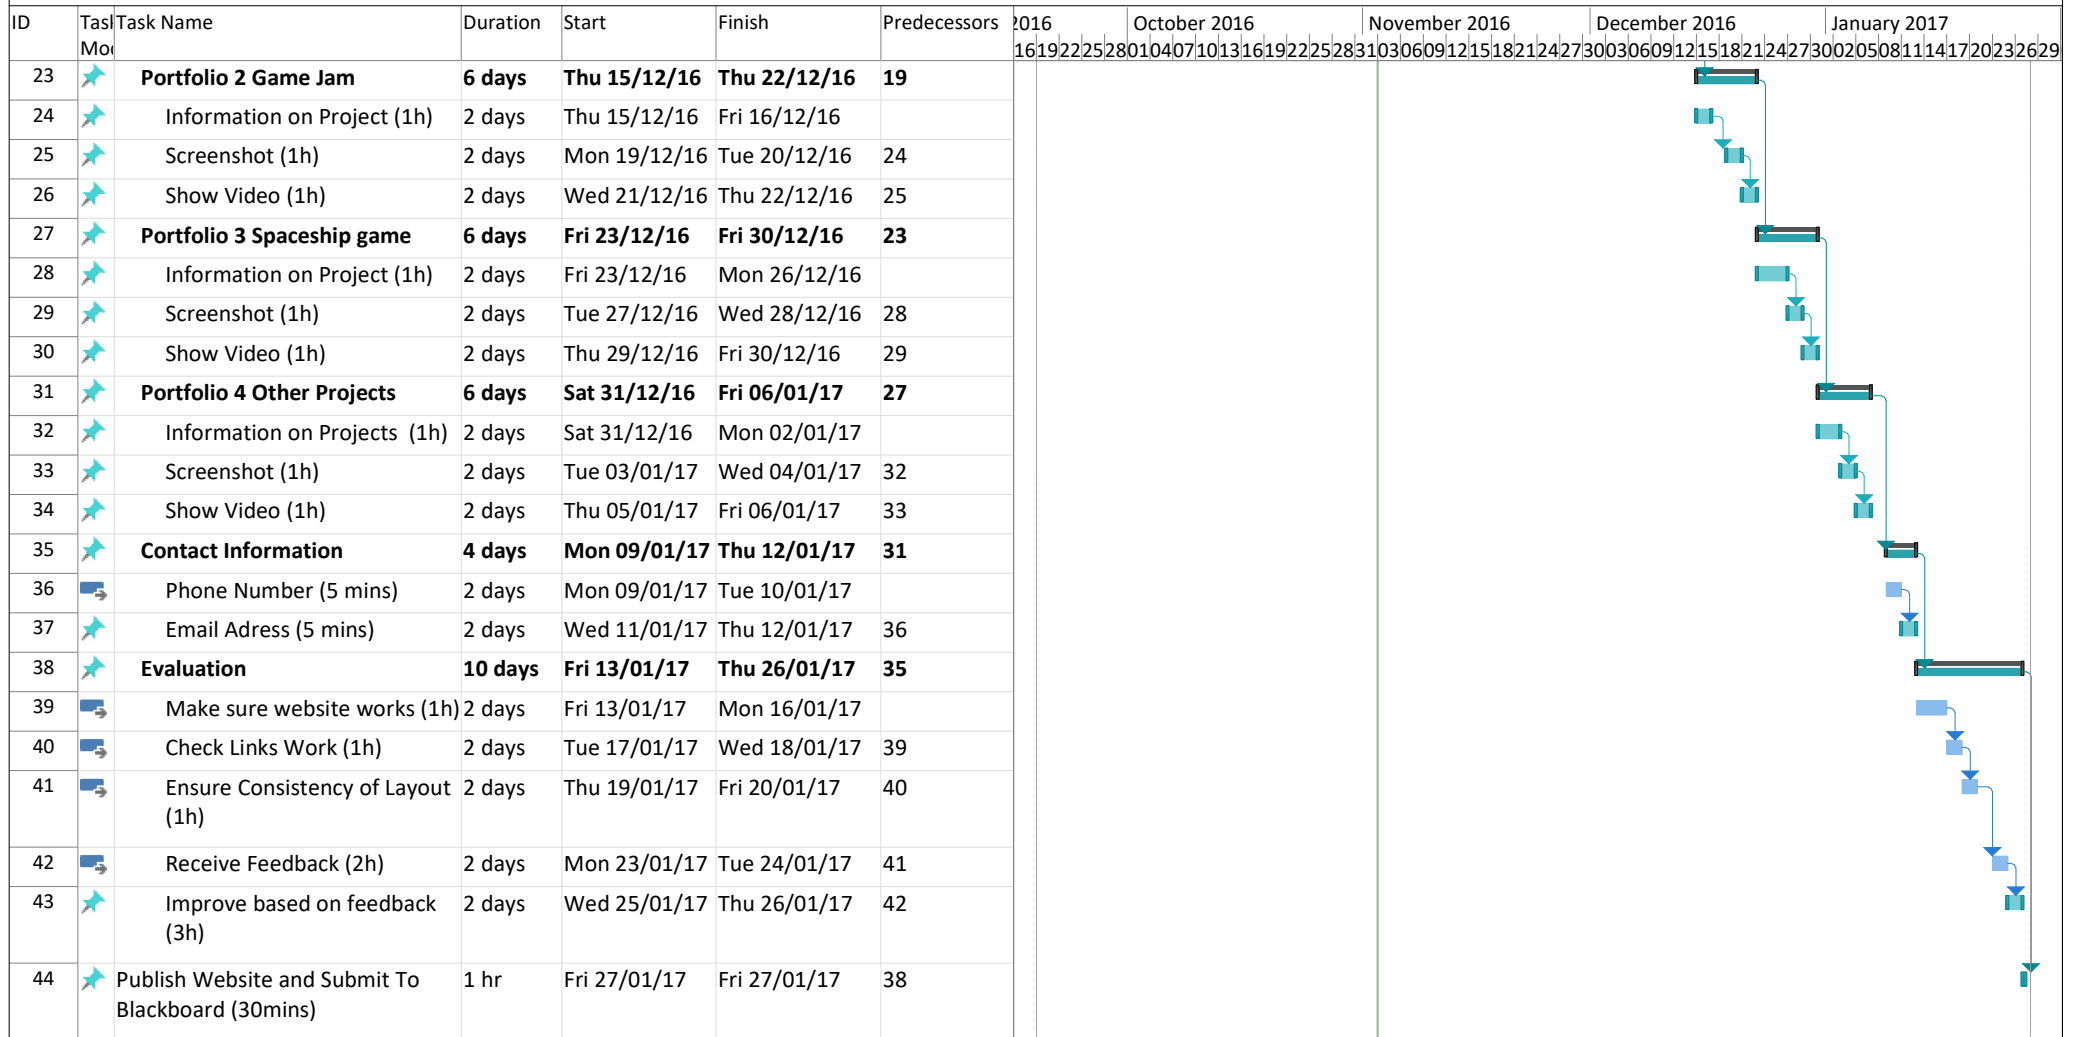 ID Task Name Duration Start Finish Predecessors 2016 October 2016 November 2016 December 2016 January 2017
16 19 22 25 28 01 04 07 10 13 16 19 22 25 28 31 03 06 09 12 15 18 21 24 27 30 03 06 09 12 15 18 21 24 27 30 02 05 08 11 14 17 20 23 26 29
23 Portfolio 2 Game Jam 6 days Thu 15/12/16 Thu 22/12/16 19
24 Information on Project (1h) 2 days Thu 15/12/16 Fri 16/12/16
25 Screenshot (1h) 2 days Mon 19/12/16 Tue 20/12/16 24
26 Show Video (1h) 2 days Wed 21/12/16 Thu 22/12/16 25
27 Portfolio 3 Spaceship game 6 days Fri 23/12/16 Fri 30/12/16 23
28 Information on Project (1h) 2 days Fri 23/12/16 Mon 26/12/16
29 Screenshot (1h) 2 days Tue 27/12/16 Wed 28/12/16 28
30 Show Video (1h) 2 days Thu 29/12/16 Fri 30/12/16 29
31 Portfolio 4 Other Projects 6 days Sat 31/12/16 Fri 06/01/17 27
32 Information on Projects (1h) 2 days Sat 31/12/16 Mon 02/01/17
33 Screenshot (1h) 2 days Tue 03/01/17 Wed 04/01/17 32
34 Show Video (1h) 2 days Thu 05/01/17 Fri 06/01/17 33
35 Contact Information 4 days Mon 09/01/17 Thu 12/01/17 31
36 Phone Number (5 mins) 2 days Mon 09/01/17 Tue 10/01/17
37 Email Adress (5 mins) 2 days Wed 11/01/17 Thu 12/01/17 36
38 Evaluation 10 days Fri 13/01/17 Thu 26/01/17 35
39 Make sure website works (1h) 2 days Fri 13/01/17 Mon 16/01/17
40 Check Links Work (1h) 2 days Tue 17/01/17 Wed 18/01/17 39
41 Ensure Consistency of Layout 2 days Thu 19/01/17 Fri 20/01/17 40
(1h)
42 Receive Feedback (2h) 2 days Mon 23/01/17 Tue 24/01/17 41
43 Improve based on feedback 2 days Wed 25/01/17 Thu 26/01/17 42
(3h)
44 Publish Website and Submit To 1 hr Fri 27/01/17 Fri 27/01/17 38
Blackboard (30mins)